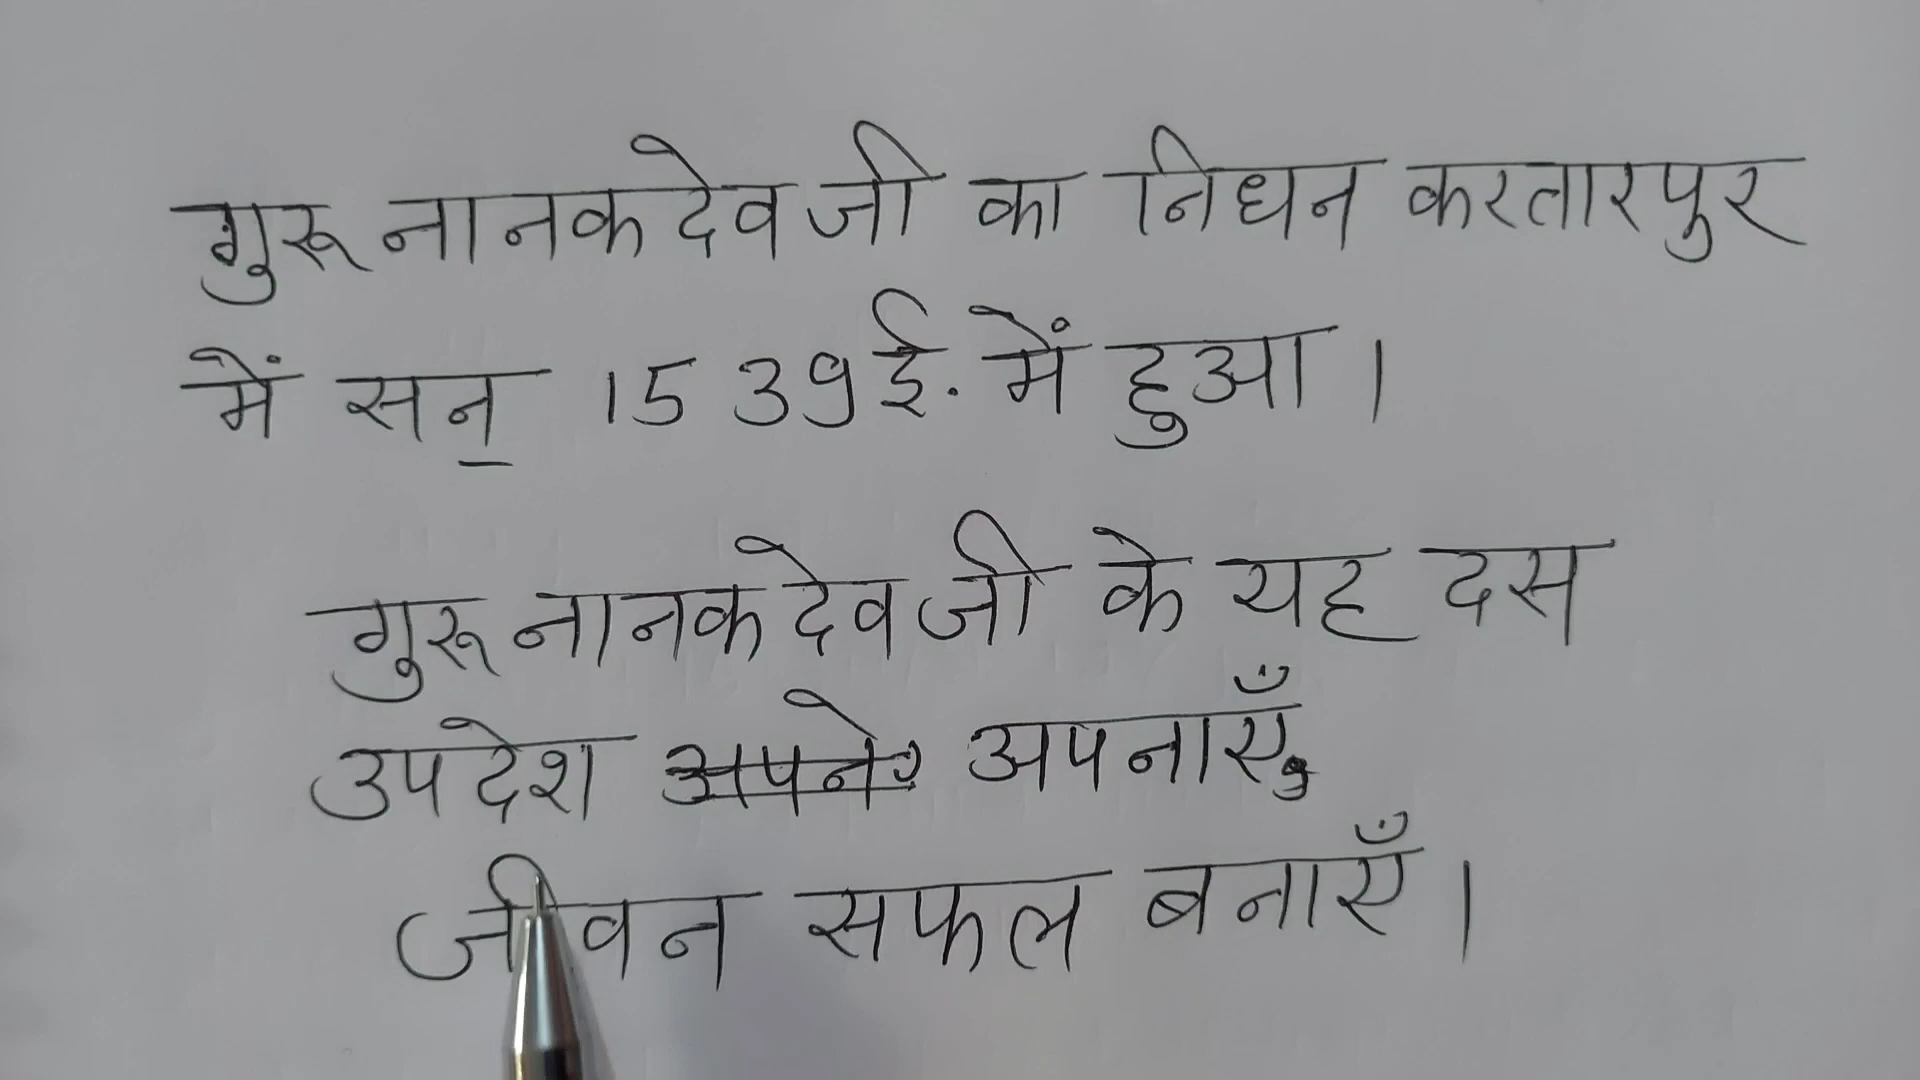 गुरू नानक देव जी का निधन करतारपुर
में सन् 1539 ई. में हुआ।
गुरू नानक देव जी के यह दस
उपदेश अपने अपनाएँ,
जीवन सफल बनाएँ।